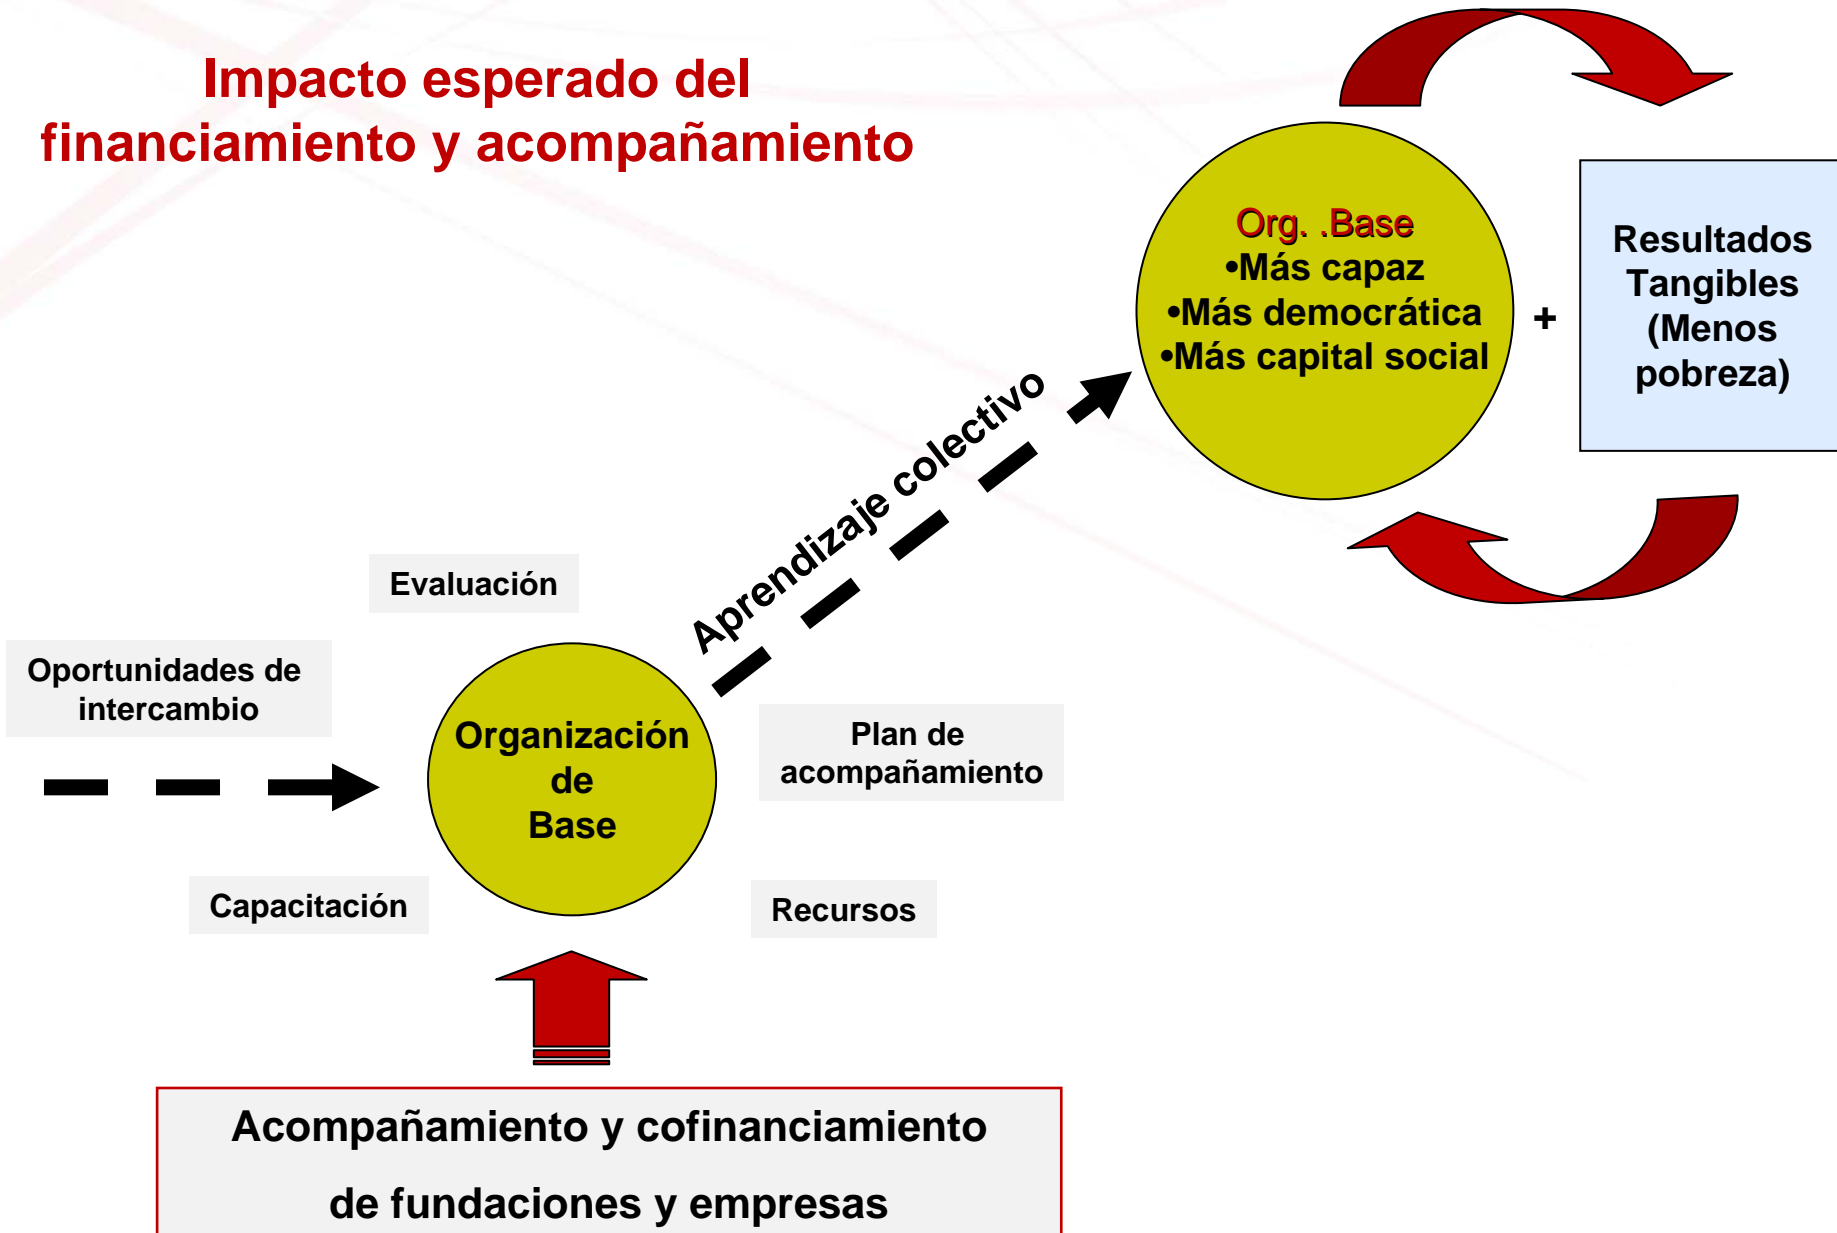 Impacto esperado del
financiamiento y acompañamiento
Org. .Base
•Más capaz
•Más democrática
•Más capital social
+
Resultados
Tangibles
(Menos
pobreza)
Aprendizaje colectivo
Evaluación
Oportunidades de
intercambio
Organización
de
Base
Plan de
acompañamiento
Capacitación
Recursos
Acompañamiento y cofinanciamiento
de fundaciones y empresas